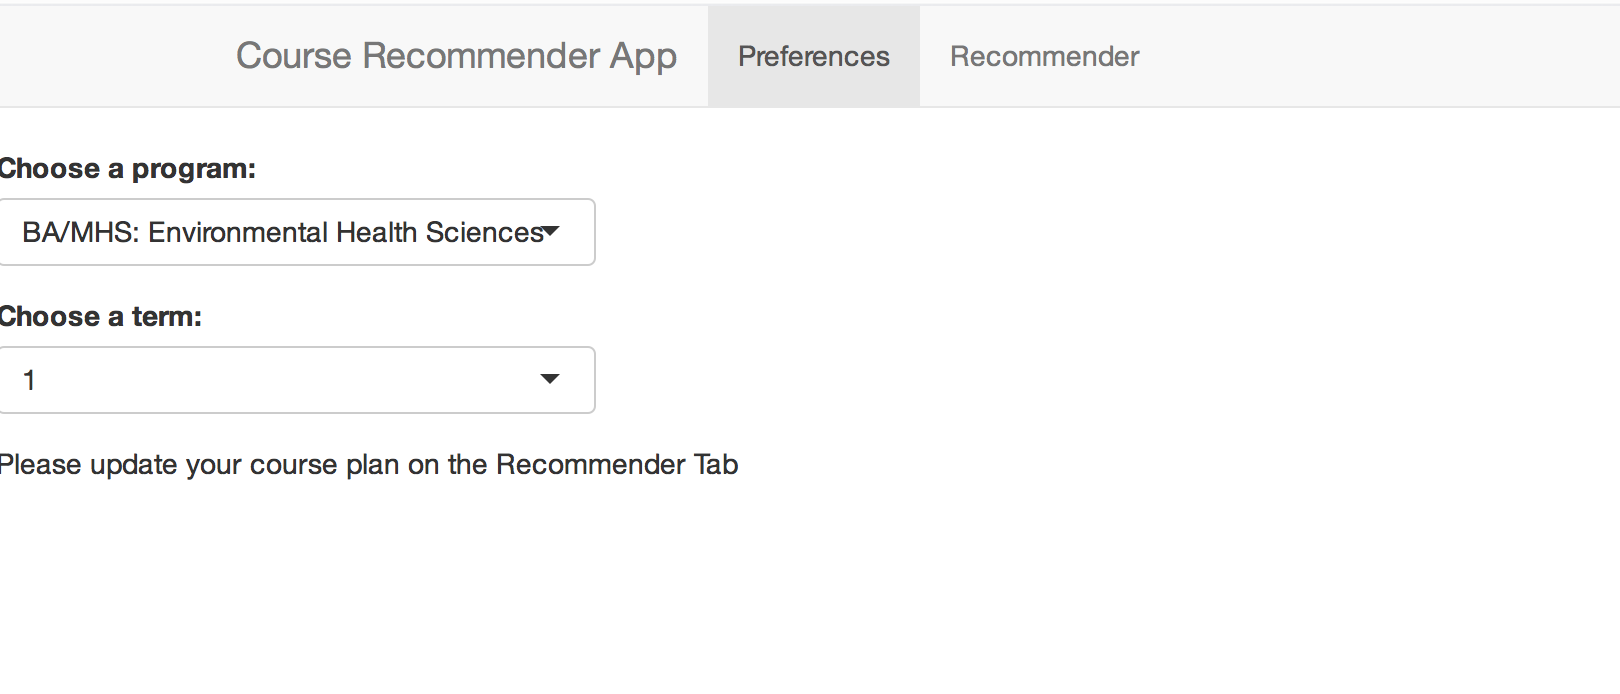 Course Recommender App Preferences Recommender
Choose a program:
BA/MHS: Environmental Health Sciences
Choose a term:
1
Please update your course plan on the Recommender Tab